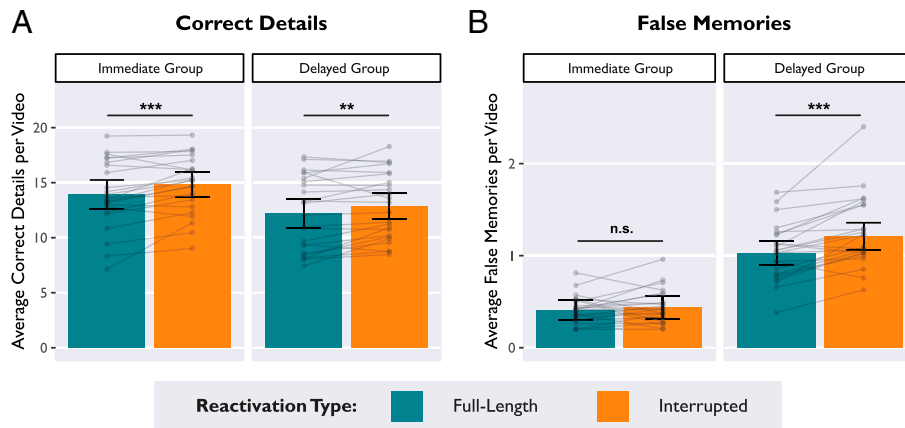 A
Correct Details
Average Correct Details per Video
Immediate Group
Delayed Group
20
15
10
5
0
***
**
B
False Memories
Average False Memories per Video
Immediate Group
Delayed Group
2
1
0
n.s.
***
Reactivation Type:
Full-Length
Interrupted